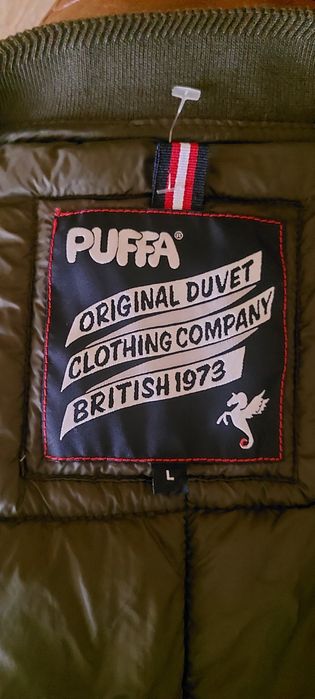 PUFFA®
ORIGINAL DUVET
CLOTHING COMPANY
BRITISH 1973
L